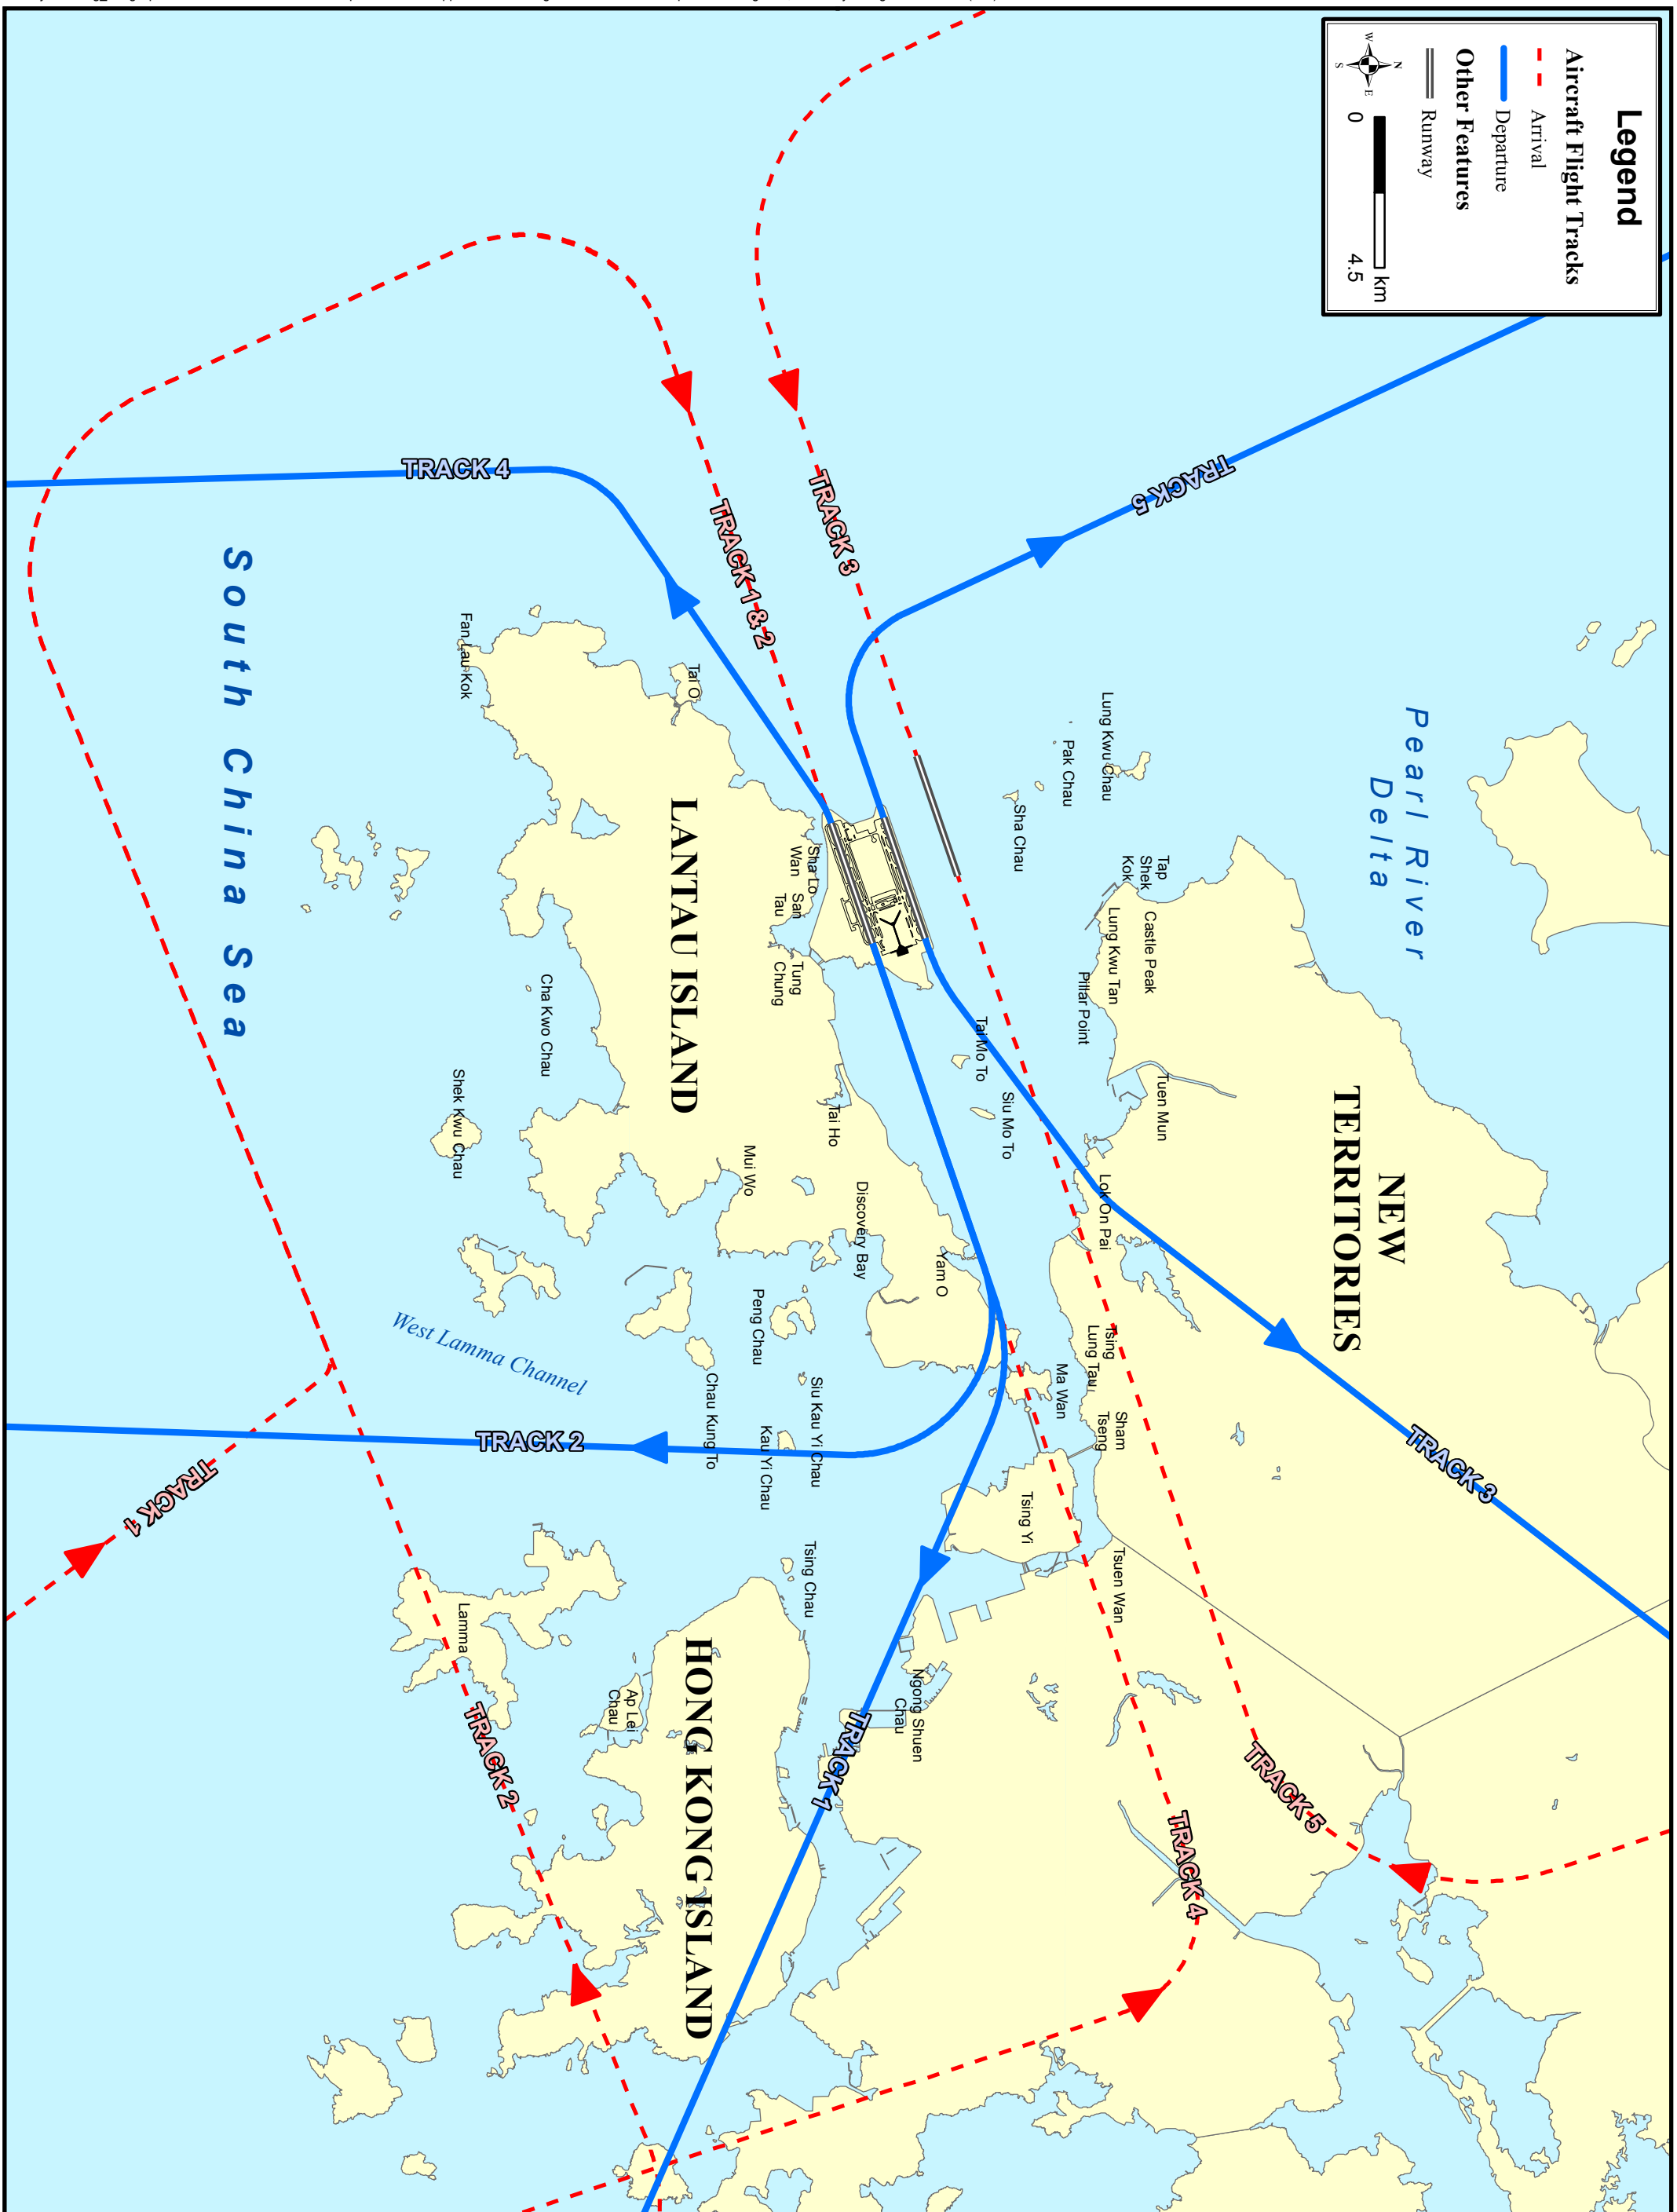 Legend
Aircraft Flight Tracks
Arrival
Departure
Other Features
Runway
N
W
E
S
0
4.5
km
Pearl River
Delta
NEW
TERRITORIES
LANTAU ISLAND
HONG KONG ISLAND
South China Sea
West Lamma Channel
TRACK 5
TRACK 3
TRACK 1 & 2
TRACK 4
TRACK 3
TRACK 2
TRACK 1
TRACK 1
TRACK 2
TRACK 4
TRACK 5
Lung Kwu Chau
Pak Chau
Sha Chau
Tap
Shek
Kok
Castle Peak
Lung Kwu Tan
Pillar Point
Tuen Mun
Tai Mo To
Siu Mo To
Lok On Pai
Tsing
Lung Tau
Sham
Tseng
Ma Wan
Tsing Yi
Tsuen Wan
Ngong Shuen
Chau
Fan Lau Kok
Tai O
Sha Lo
Wan
San
Tau
Tung
Chung
Tai Ho
Discovery Bay
Yam O
Mui Wo
Cha Kwo Chau
Shek Kwu Chau
Peng Chau
Siu Kau Yi Chau
Kau Yi Chau
Chau Kung To
Tsing Chau
Lamma
Ap Lei
Chau